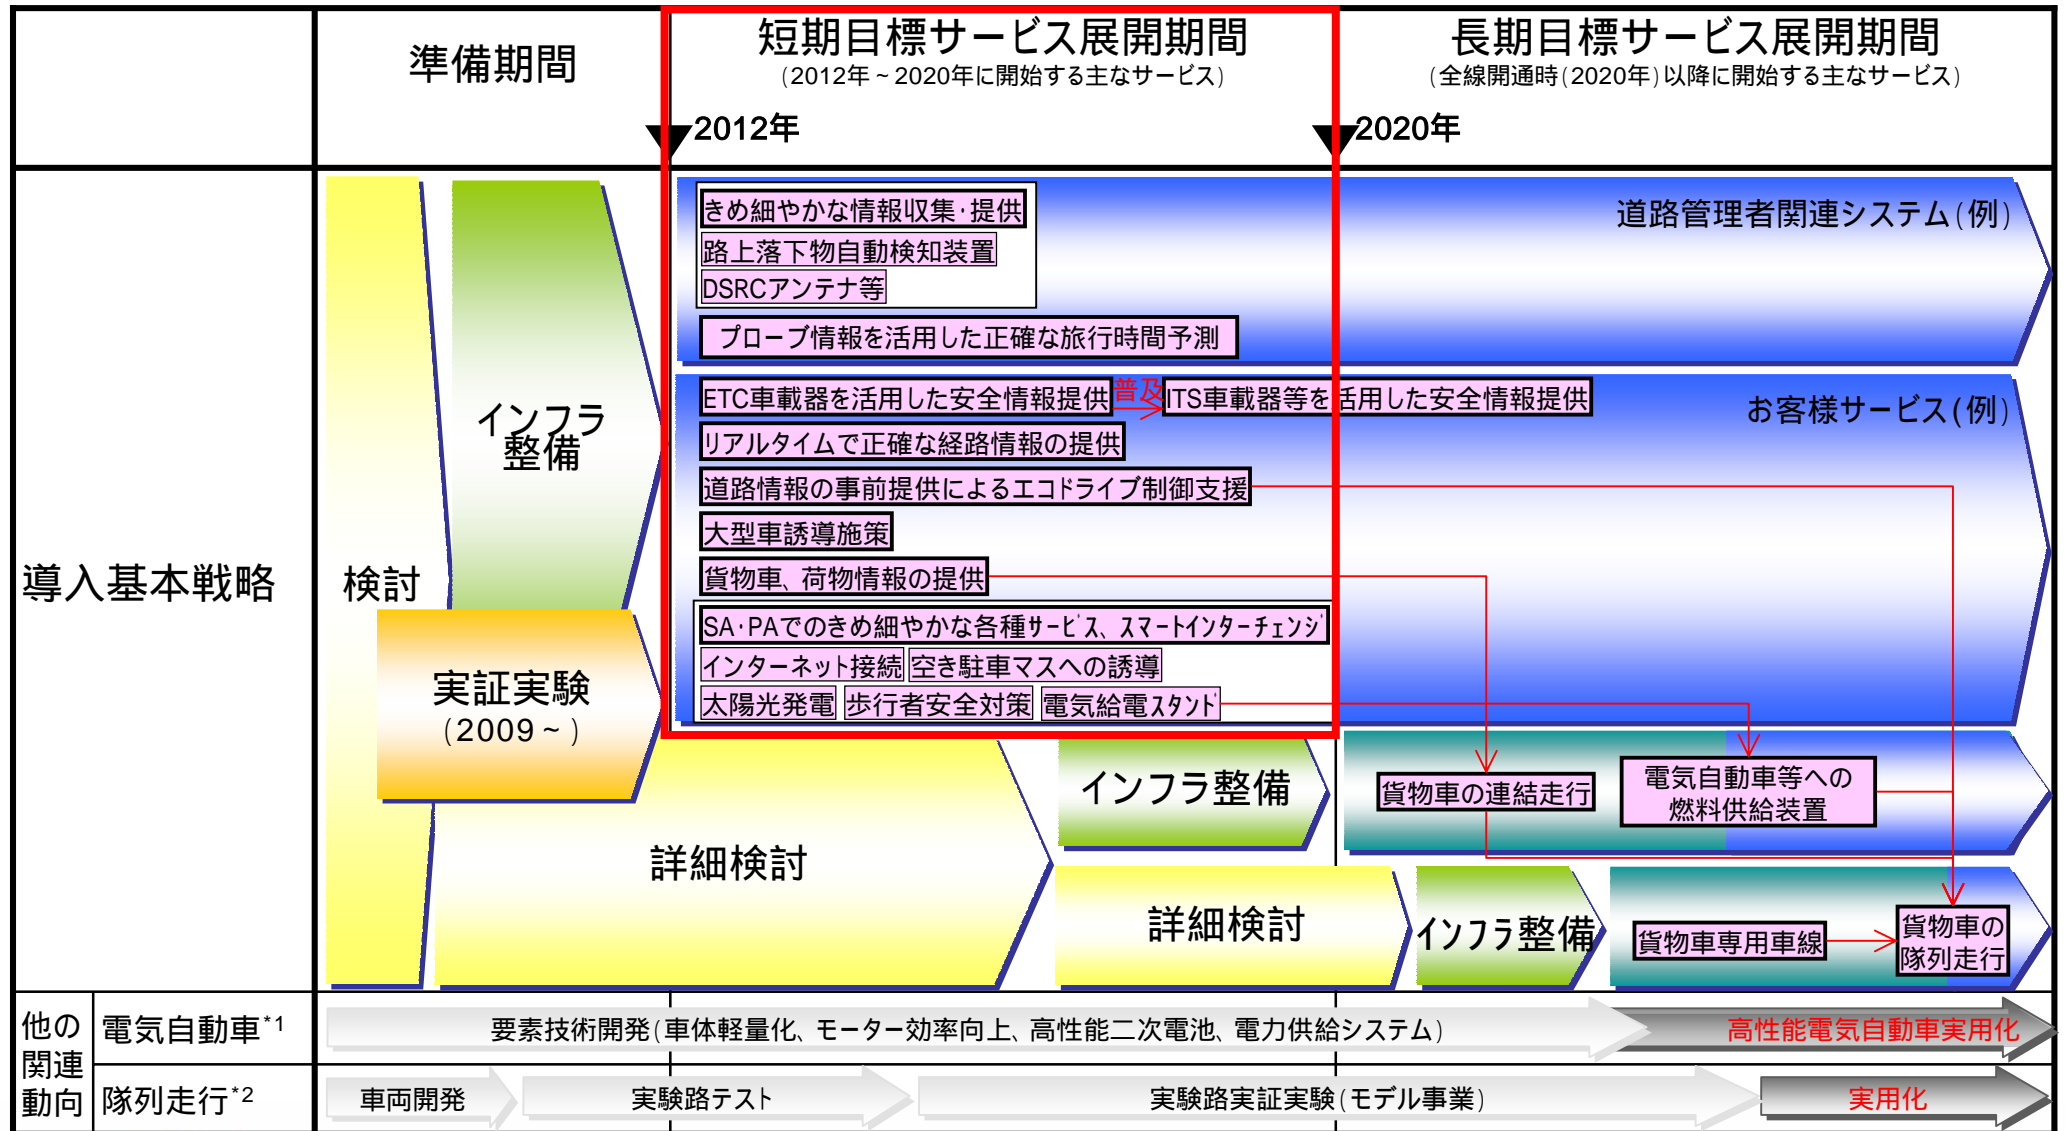 準備期間
短期目標サービス展開期間
(2012年~2020年に開始する主なサービス)
長期目標サービス展開期間
(全線開通時(2020年)以降に開始する主なサービス)
2012年
2020年
導入基本戦略
検討
インフラ
整備
実証実験
(2009~)
きめ細やかな情報収集・提供
路上落下物自動検知装置
DSRCアンテナ等
プローブ情報を活用した正確な旅行時間予測
道路管理者関連システム(例)
ETC車載器を活用した安全情報提供
普及
ITS車載器等を活用した安全情報提供
お客様サービス(例)
リアルタイムで正確な経路情報の提供
道路情報の事前提供によるエコドライブ制御支援
大型車誘導施策
貨物車、荷物情報の提供
SA・PAでのきめ細やかな各種サービス、スマートインターチェンジ
インターネット接続
空き駐車マスへの誘導
太陽光発電
歩行者安全対策
電気給電スタンド
詳細検討
インフラ整備
貨物車の連結走行
電気自動車等への
燃料供給装置
詳細検討
インフラ整備
貨物車専用車線
貨物車の
隊列走行
他の
関連
動向
電気自動車*1
要素技術開発(車体軽量化、モーター効率向上、高性能二次電池、電力供給システム)
高性能電気自動車実用化
隊列走行*2
車両開発
実験路テスト
実験路実証実験(モデル事業)
実用化